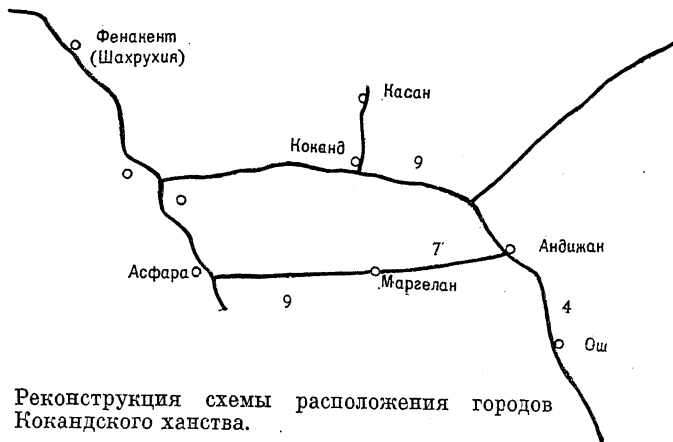 Фенакент
(Шахрухия)
Касан
Коканд
9
7
Андижан
Асфара
Маргелан
9
4
Ош
Реконструкция схемы расположения городов
Кокандского ханства.